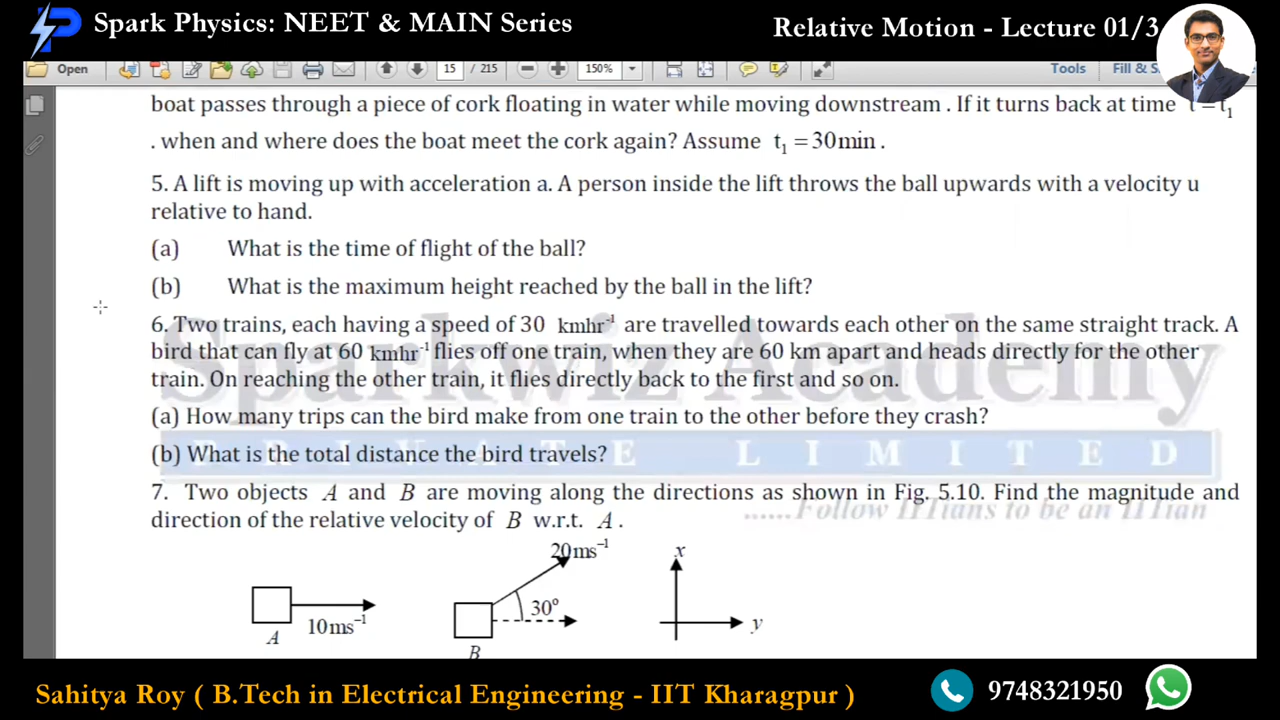 Spark Physics: NEET & MAIN Series
Relative Motion - Lecture 01/3
Open
15 / 215
150%
Tools
Fill & S
boat passes through a piece of cork floating in water while moving downstream . If it turns back at time t = t₁
. when and where does the boat meet the cork again? Assume t₁ = 30min .
5. A lift is moving up with acceleration a. A person inside the lift throws the ball upwards with a velocity u
relative to hand.
(a) What is the time of flight of the ball?
(b) What is the maximum height reached by the ball in the lift?
6. Two trains, each having a speed of 30 kmhr⁻¹ are travelled towards each other on the same straight track. A
bird that can fly at 60 kmhr⁻¹ flies off one train, when they are 60 km apart and heads directly for the other
train. On reaching the other train, it flies directly back to the first and so on.
(a) How many trips can the bird make from one train to the other before they crash?
(b) What is the total distance the bird travels?
Sparkwiz Academy
PRIVATE LIMITED
......Follow IITians to be an IITian
7. Two objects A and B are moving along the directions as shown in Fig. 5.10. Find the magnitude and
direction of the relative velocity of B w.r.t. A .
20ms⁻¹
x
30°
10ms⁻¹
y
A
B
Sahitya Roy ( B.Tech in Electrical Engineering - IIT Kharagpur )
9748321950